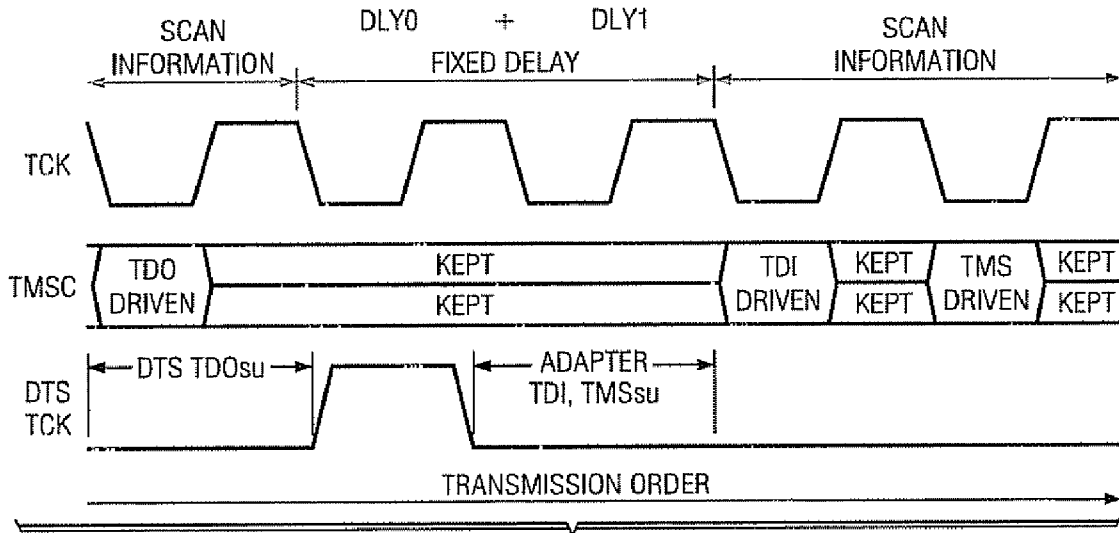 SCAN INFORMATION
DLY0 ÷ DLY1
FIXED DELAY
SCAN INFORMATION
TCK
TMSC
TDO DRIVEN
KEPT
KEPT
TDI DRIVEN
KEPT
KEPT
TMS DRIVEN
KEPT
KEPT
DTS TCK
DTS TDOsu
ADAPTER
TDI, TMSsu
TRANSMISSION ORDER